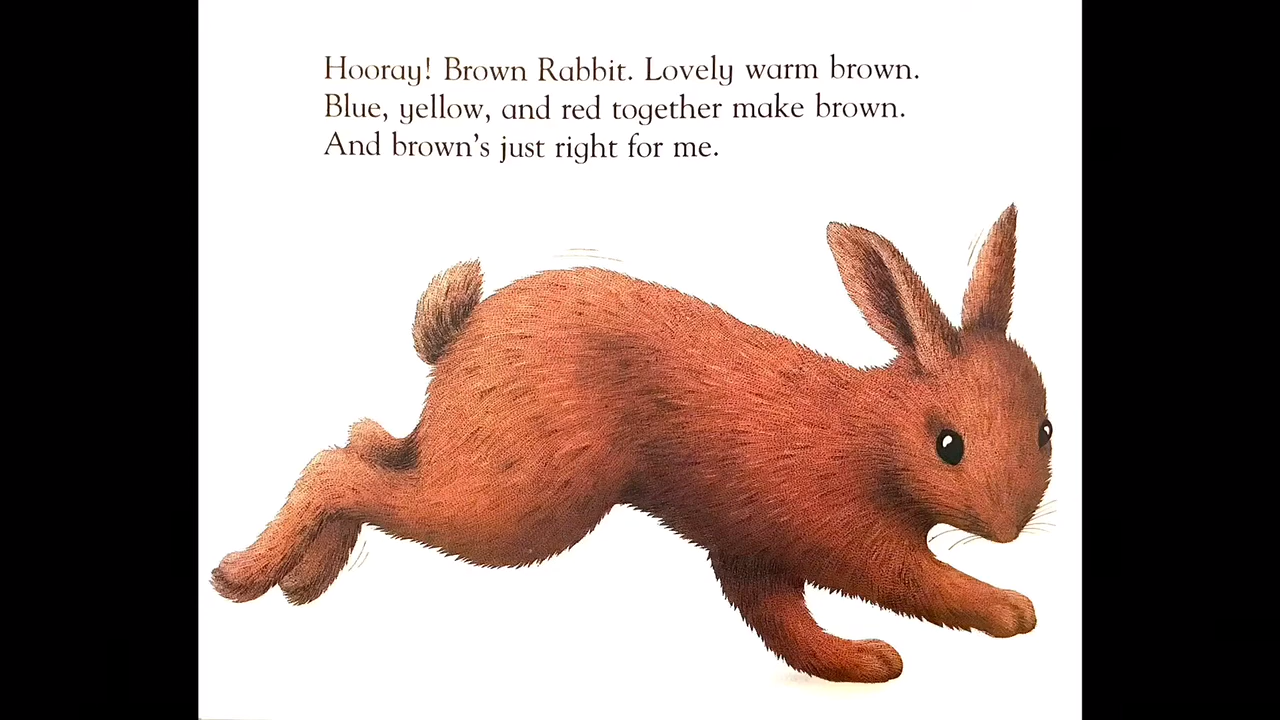 Hooray! Brown Rabbit. Lovely warm brown.
Blue, yellow, and red together make brown.
And brown's just right for me.